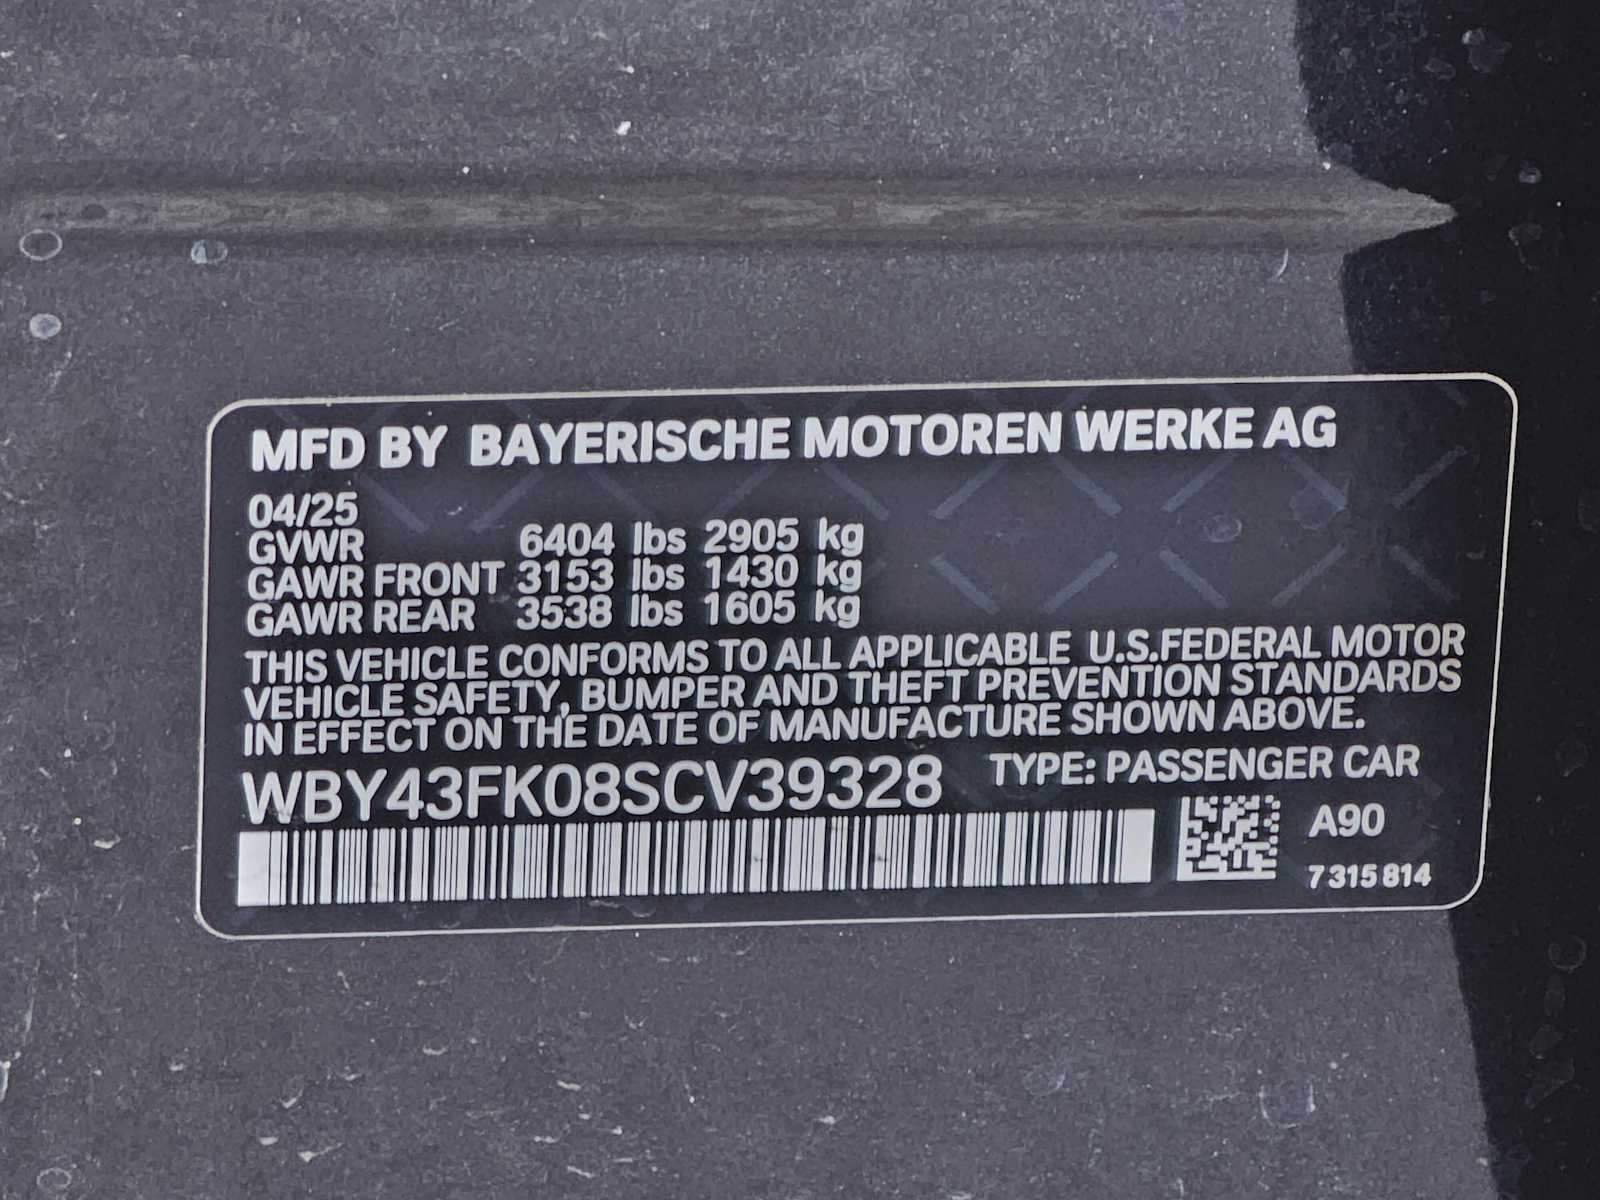 MFD BY BAYERISCHE MOTOREN WERKE AG
04/25
GVWR 6404 lbs 2905 kg
GAWR FRONT 3153 lbs 1430 kg
GAWR REAR 3538 lbs 1605 kg
THIS VEHICLE CONFORMS TO ALL APPLICABLE U.S.FEDERAL MOTOR
VEHICLE SAFETY, BUMPER AND THEFT PREVENTION STANDARDS
IN EFFECT ON THE DATE OF MANUFACTURE SHOWN ABOVE.
WBY43FK08SCV39328 TYPE: PASSENGER CAR
A90
7 315 814